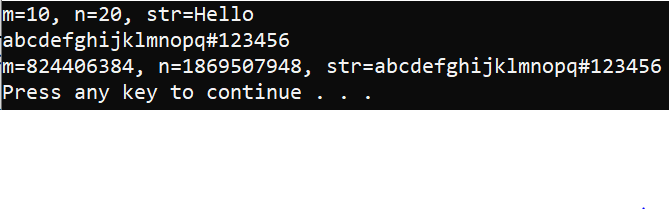 m=10, n=20, str=Hello
abcdefghijklmnopq#123456
m=824406384, n=1869507948, str=abcdefghijklmnopq#123456
Press any key to continue . . .